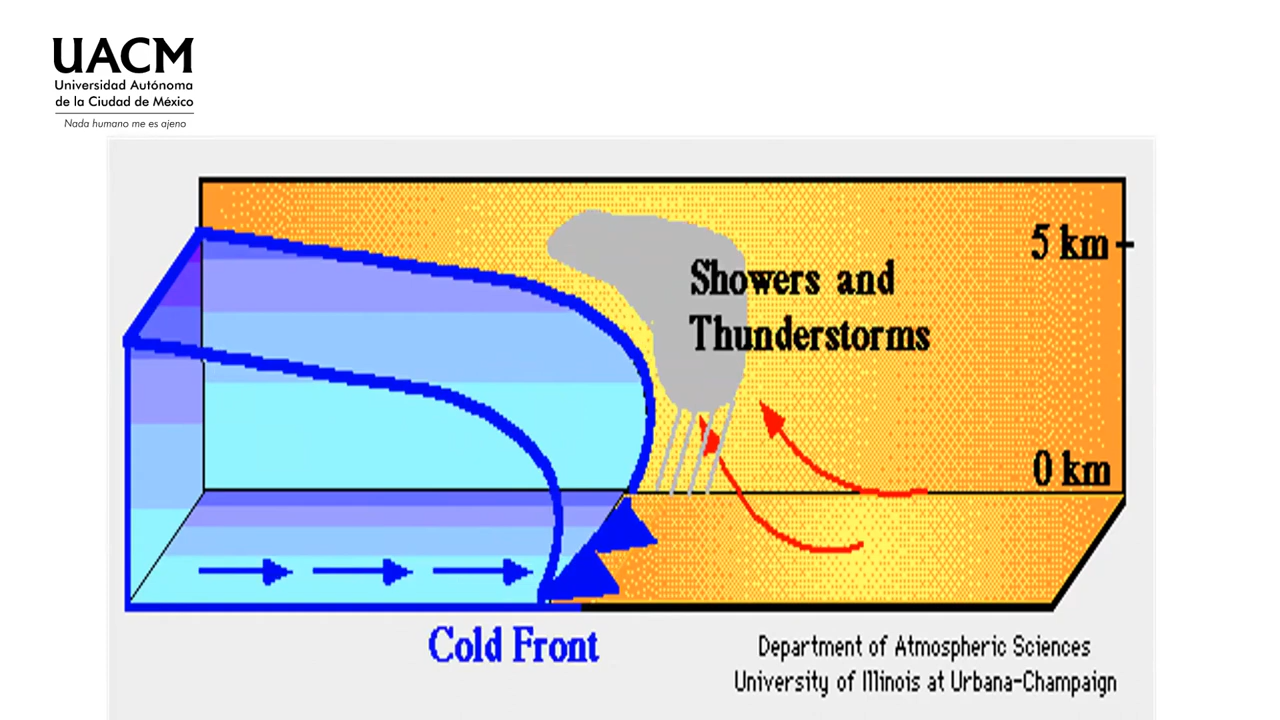 UACM
Universidad Autónoma
de la Ciudad de México
Nada humano me es ajeno
5 km
Showers and
Thunderstorms
0 km
Cold Front
Department of Atmospheric Sciences
University of Illinois at Urbana-Champaign